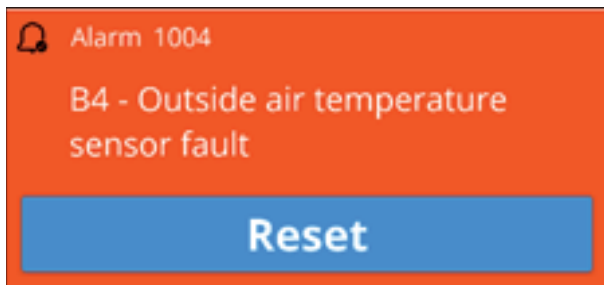 Alarm 1004
B4 - Outside air temperature
sensor fault
Reset